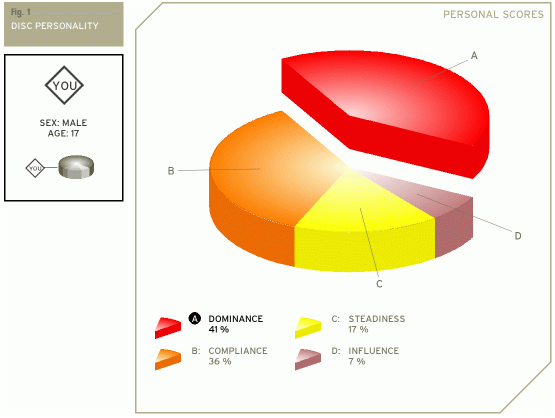 Fig. 1
DISC PERSONALITY
YOU
SEX: MALE
AGE: 17
YOU
PERSONAL SCORES
A
B
C
D
A DOMINANCE
41 %
B: COMPLIANCE
36 %
C: STEADINESS
17 %
D: INFLUENCE
7 %